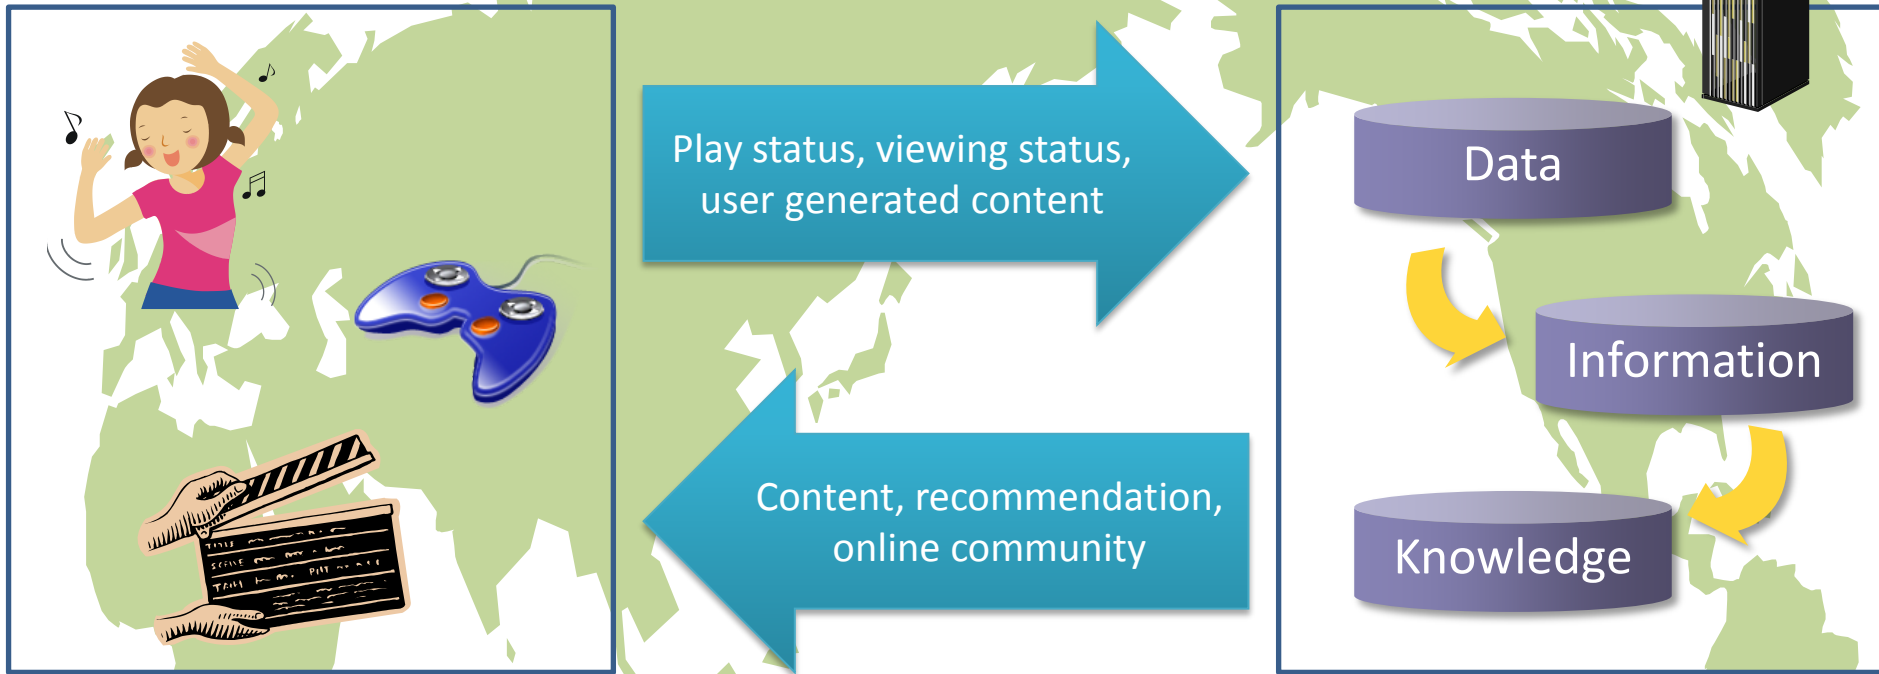 Play status, viewing status,
user generated content
Data
Information
Content, recommendation,
online community
Knowledge